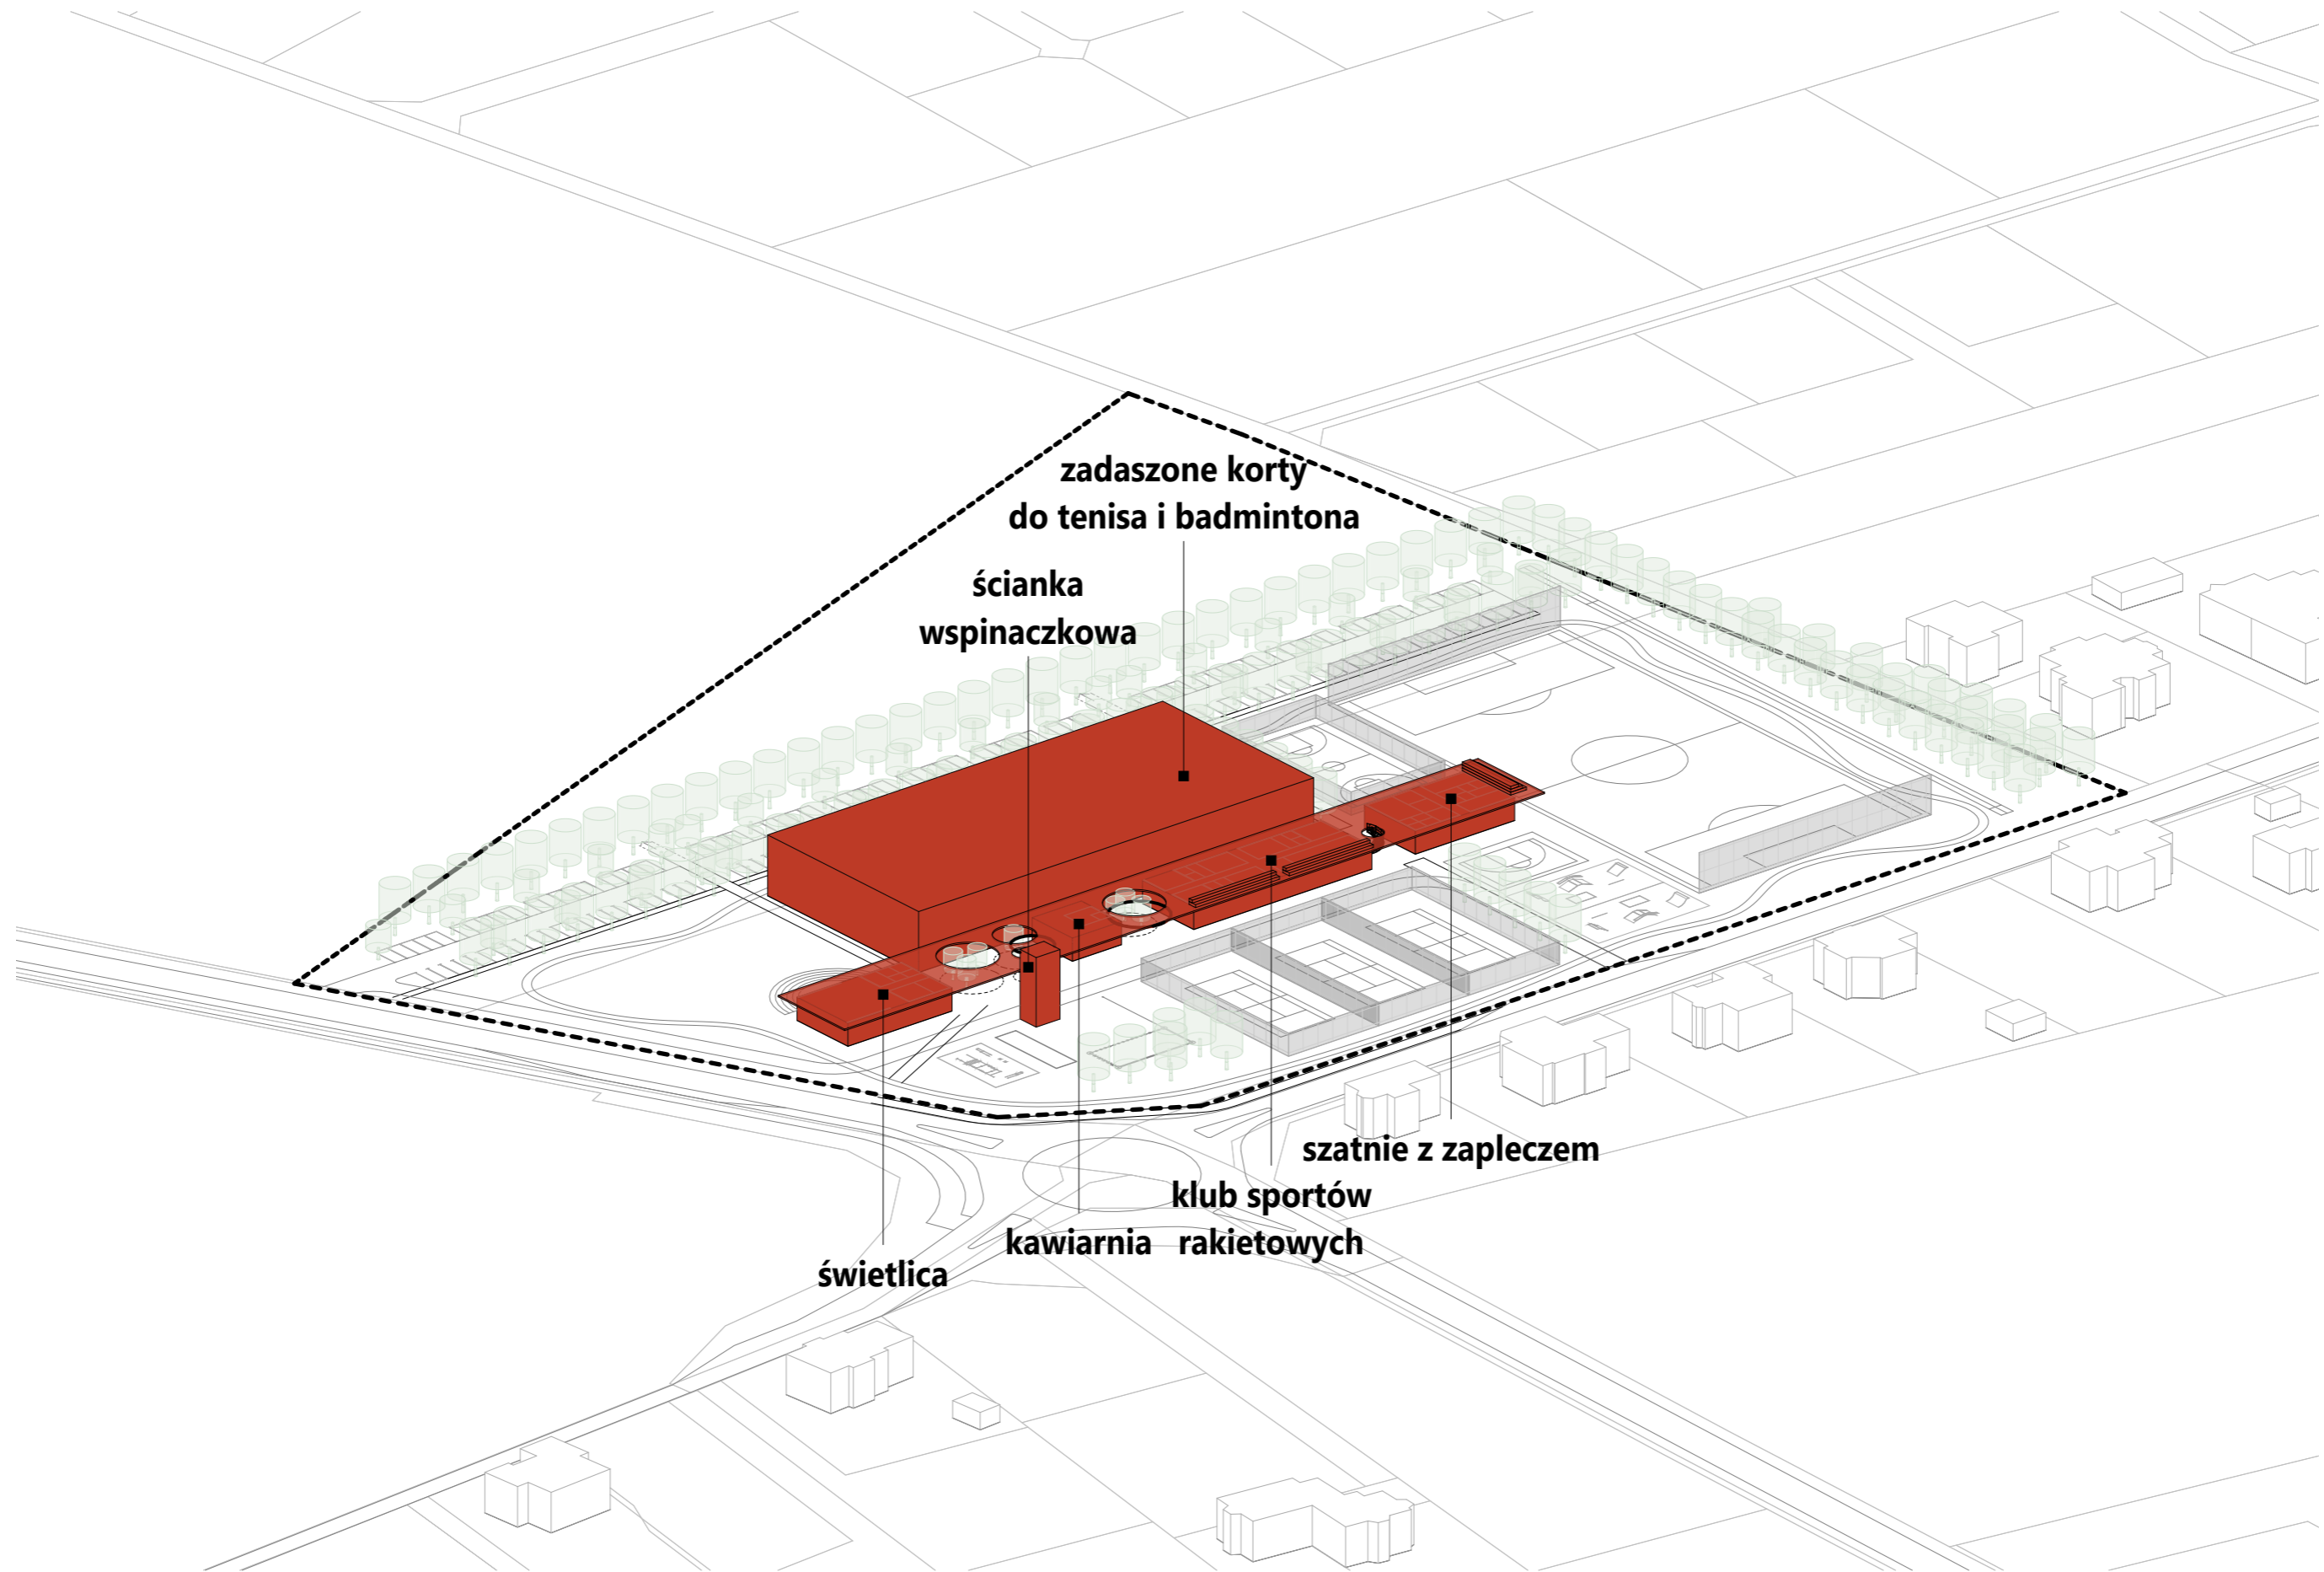 zadaszone korty
do tenisa i badmintona
ścianka
wspinaczkowa
szatnie z zapleczem
klub sportów
rakietowych
kawiarnia
świetlica